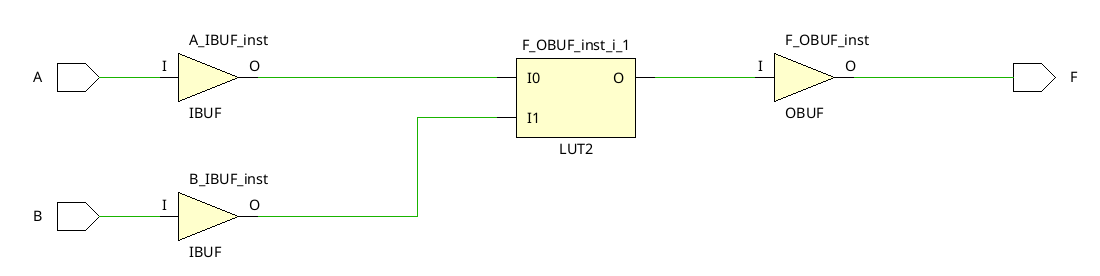 A_IBUF_inst
F_OBUF_inst_i_1
F_OBUF_inst
A
I
O
I0
O
I
O
F
IBUF
I1
OBUF
LUT2
B_IBUF_inst
B
I
O
IBUF